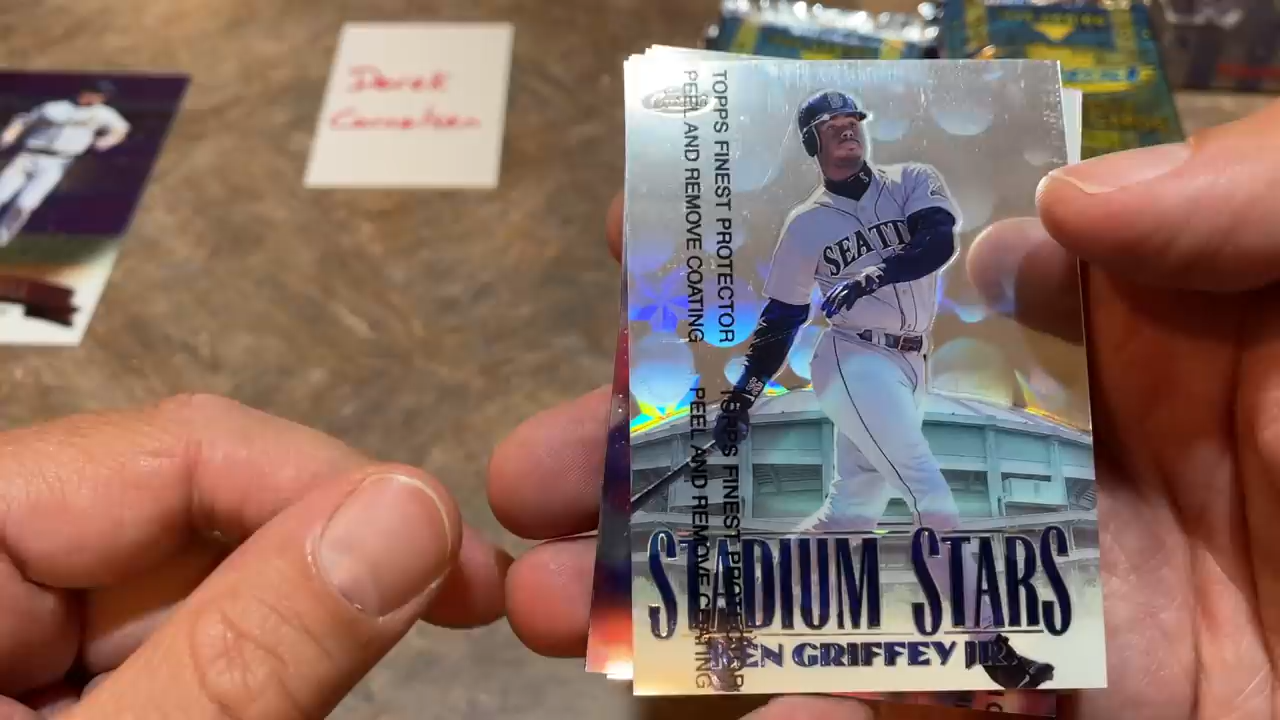 Derek
TOPPS FINEST PROTECTOR
PEEL AND REMOVE COATING
TOPPS FINEST PROTECTOR
PEEL AND REMOVE COATING
SEATT
STADIUM STARS
KEN GRIFFEY JR.